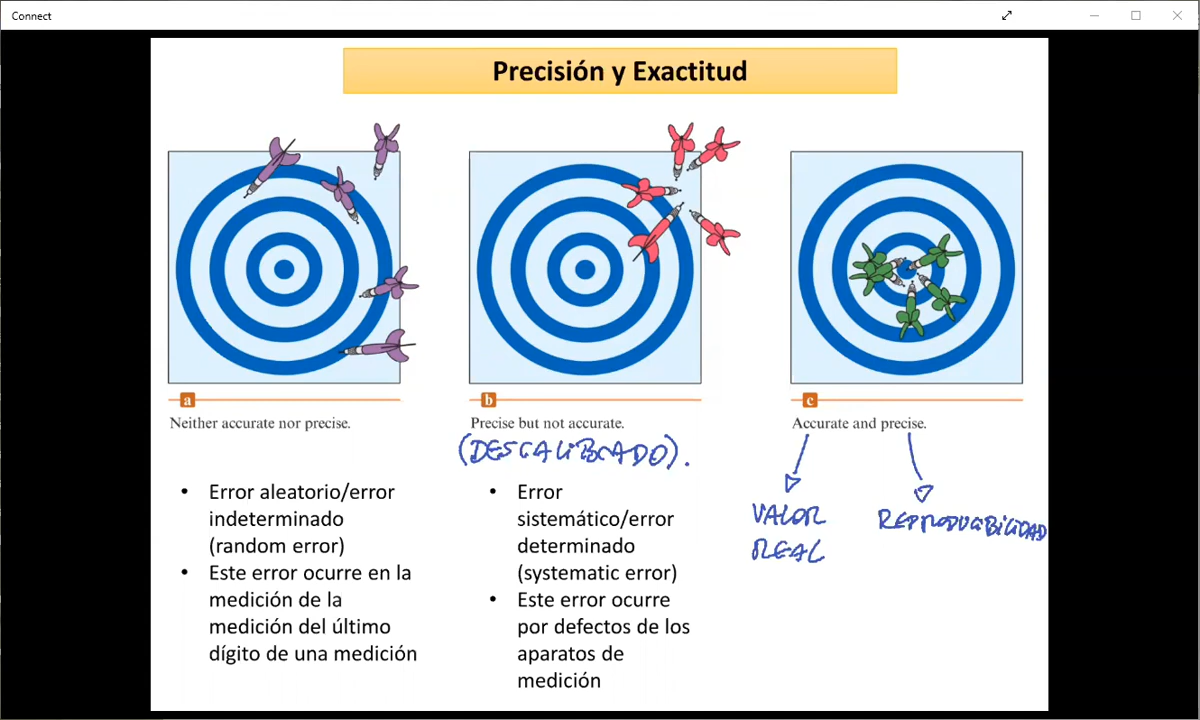 Connect
Precisión y Exactitud
a
Neither accurate nor precise.
b
Precise but not accurate.
c
Accurate and precise.
(DESCALIBRADO).
VALOR
REAL
REPRODUCIBILIDAD
• Error aleatorio/error
indeterminado
(random error)
• Este error ocurre en la
medición de la
medición del último
dígito de una medición
• Error
sistemático/error
determinado
(systematic error)
• Este error ocurre
por defectos de los
aparatos de
medición